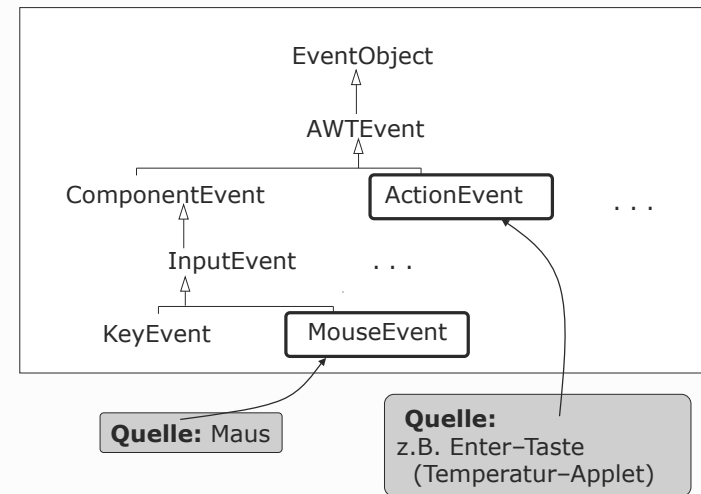 EventObject
AWTEvent
ComponentEvent
ActionEvent
. . .
InputEvent
. . .
KeyEvent
MouseEvent
Quelle: Maus
Quelle:
z.B. Enter–Taste
(Temperatur–Applet)